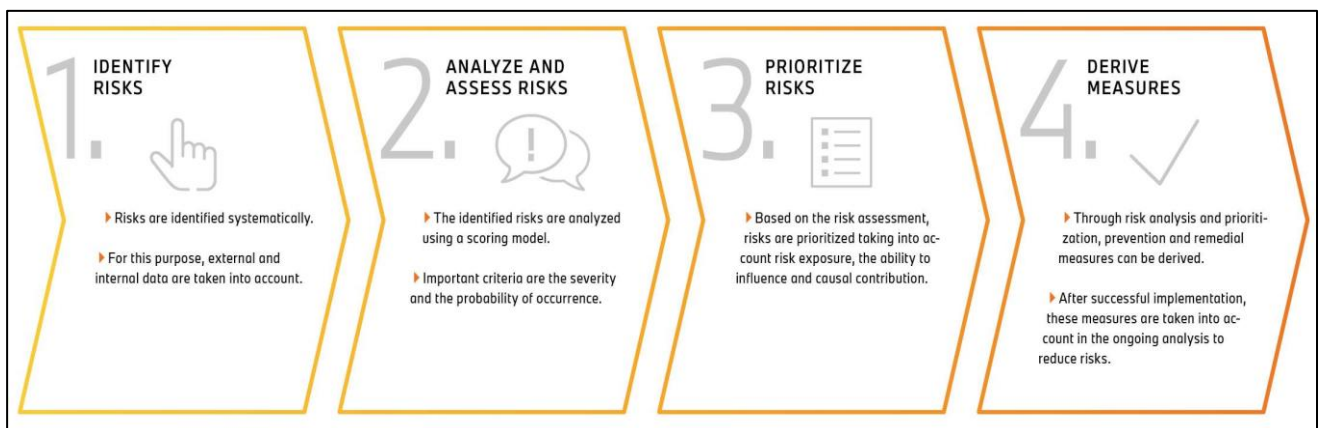 1.
IDENTIFY
RISKS
▶ Risks are identified systematically.
▶ For this purpose, external and
internal data are taken into account.
2.
ANALYZE AND
ASSESS RISKS
!
▶ The identified risks are analyzed
using a scoring model.
▶ Important criteria are the severity
and the probability of occurrence.
3.
PRIORITIZE
RISKS
▶ Based on the risk assessment,
risks are prioritized taking into ac-
count risk exposure, the ability to
influence and causal contribution.
4.
DERIVE
MEASURES
▶ Through risk analysis and prioriti-
zation, prevention and remedial
measures can be derived.
▶ After successful implementation,
these measures are taken into ac-
count in the ongoing analysis to
reduce risks.